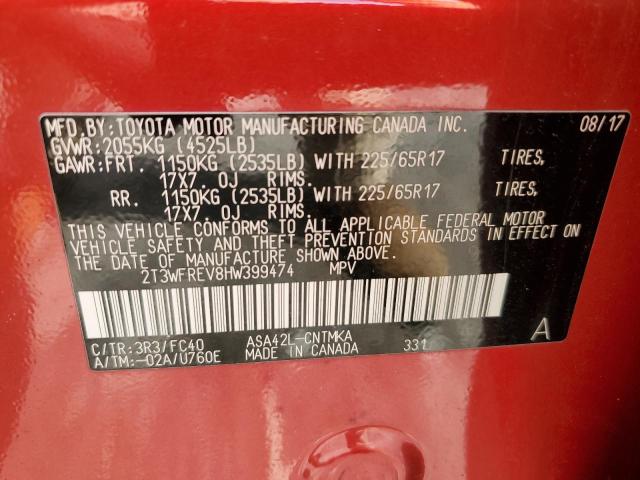 MFD.BY:TOYOTA MOTOR MANUFACTURING CANADA INC. 08/17
GVWR:2055KG (4525LB)
GAWR:FRT. 1150KG (2535LB) WITH 225/65R17 TIRES,
17X7.0J RIMS.
RR. 1150KG (2535LB) WITH 225/65R17 TIRES,
17X7.0J RIMS.
THIS VEHICLE CONFORMS TO ALL APPLICABLE FEDERAL MOTOR
VEHICLE SAFETY AND THEFT PREVENTION STANDARDS IN EFFECT ON
THE DATE OF MANUFACTURE SHOWN ABOVE.
2T3WFREV8HW399474 MPV
C/TR:3R3/FC40 ASA42L-CNTMKA 331 A
A/TM:-02A/U760E MADE IN CANADA